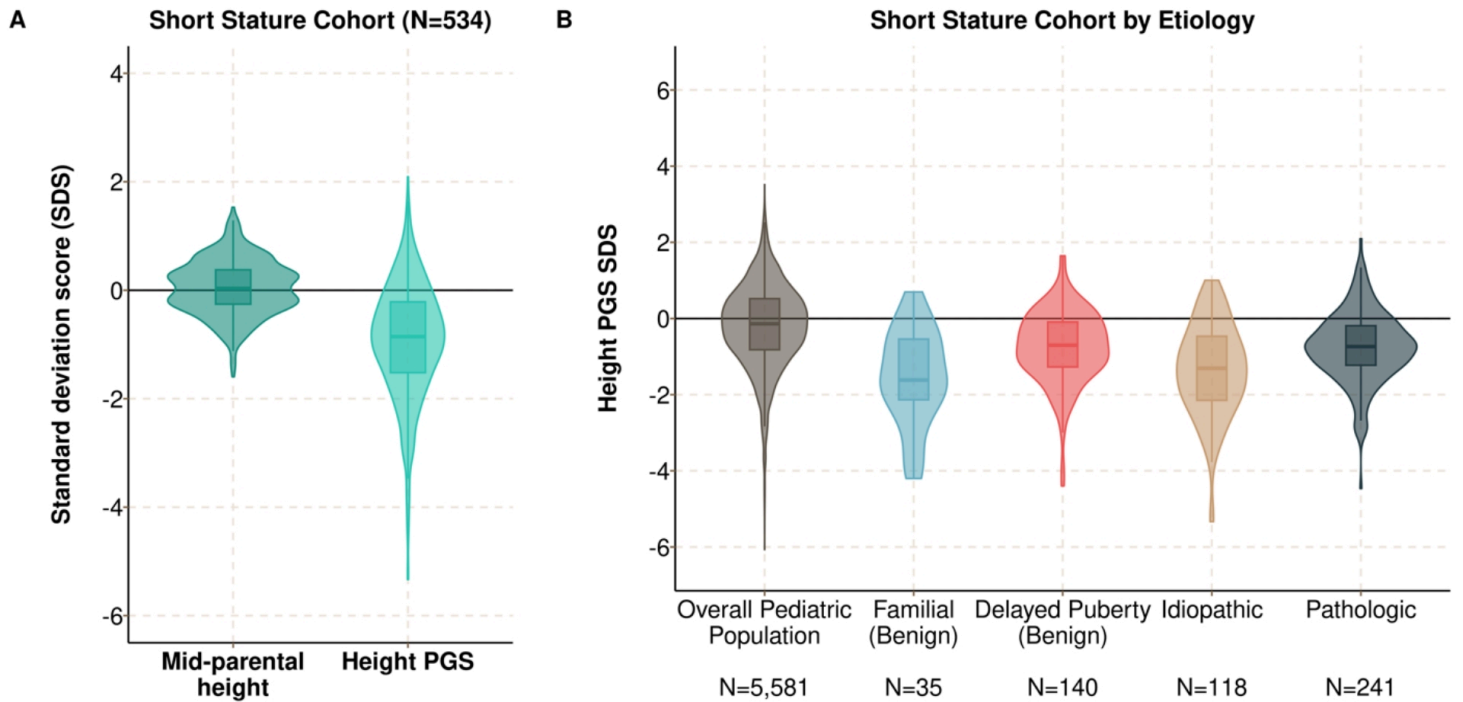 A
Short Stature Cohort (N=534)
Standard deviation score (SDS)
4
2
0
-2
-4
-6
Mid-parental
height
Height PGS
B
Short Stature Cohort by Etiology
Height PGS SDS
6
4
2
0
-2
-4
-6
Overall Pediatric
Population
N=5,581
Familial
(Benign)
N=35
Delayed Puberty
(Benign)
N=140
Idiopathic
N=118
Pathologic
N=241